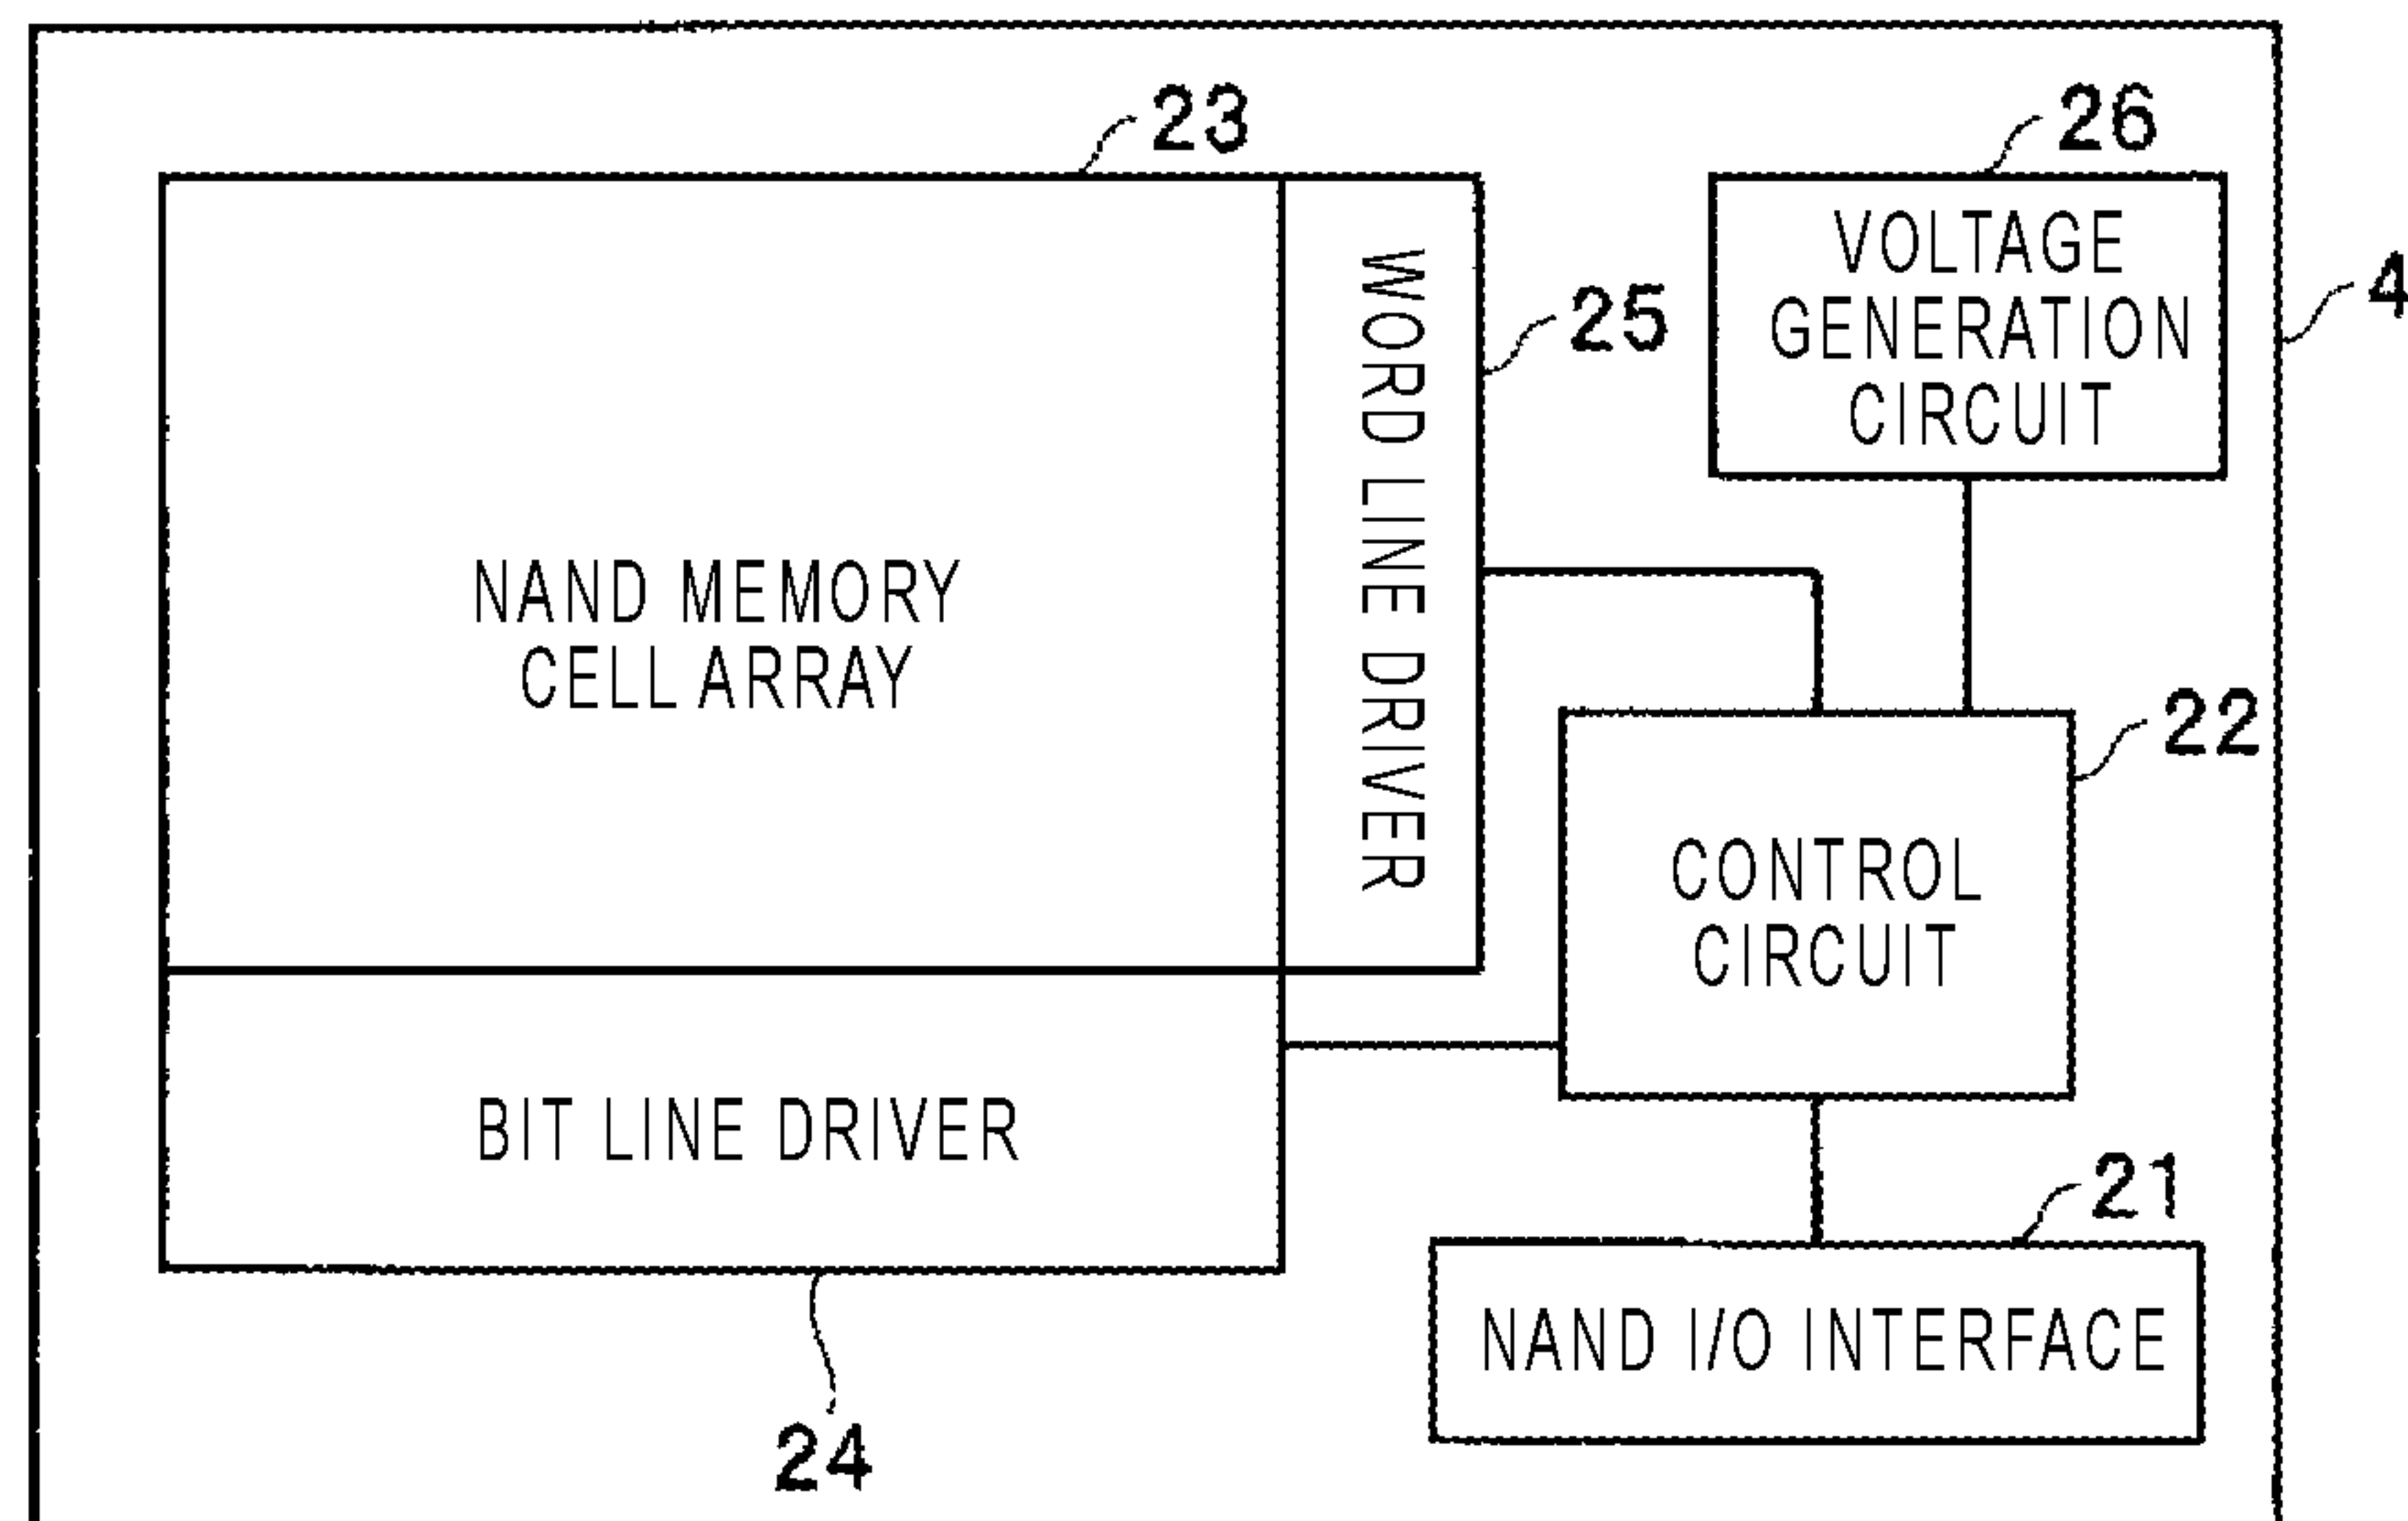 23
26
VOLTAGE
GENERATION
CIRCUIT
4
25
WORD LINE DRIVER
NAND MEMORY
CELL ARRAY
22
CONTROL
CIRCUIT
BIT LINE DRIVER
21
NAND I/O INTERFACE
24